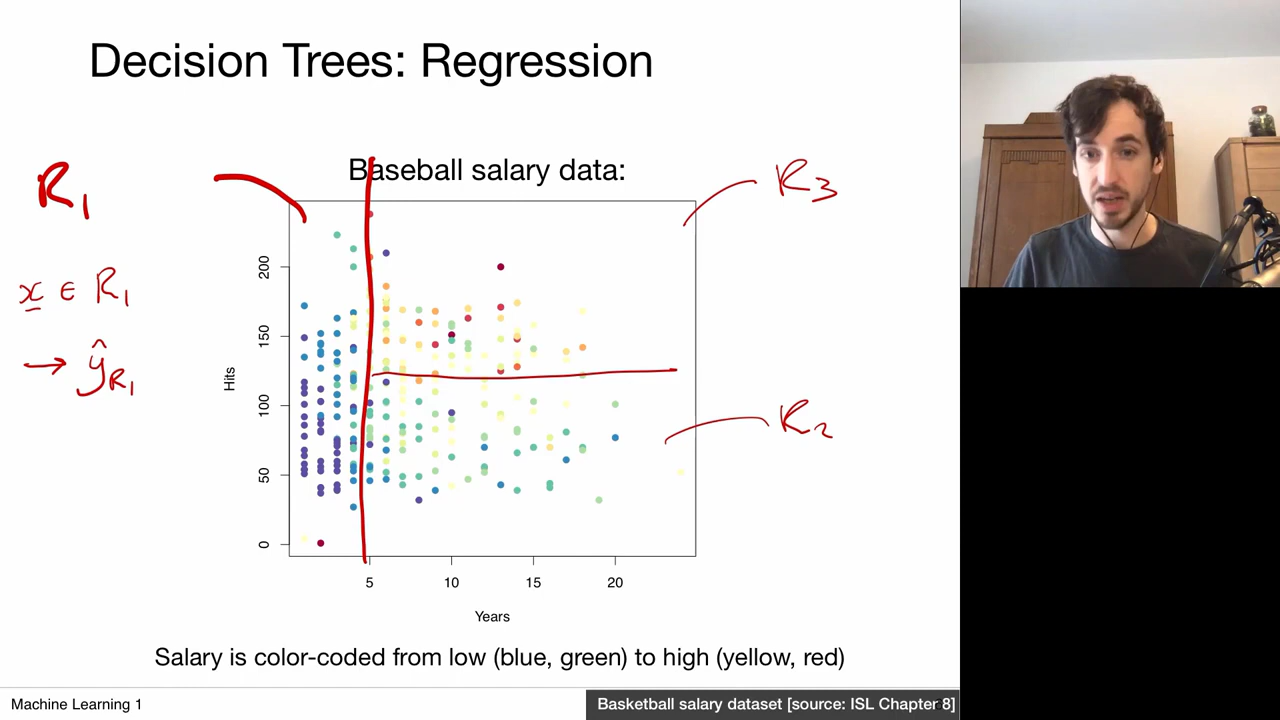 Decision Trees: Regression
Baseball salary data:
R1
R3
x ∈ R1
→ ŷR1
R2
200
150
100
50
0
Hits
5 10 15 20
Years
Salary is color-coded from low (blue, green) to high (yellow, red)
Machine Learning 1
Basketball salary dataset [source: ISL Chapter 8]